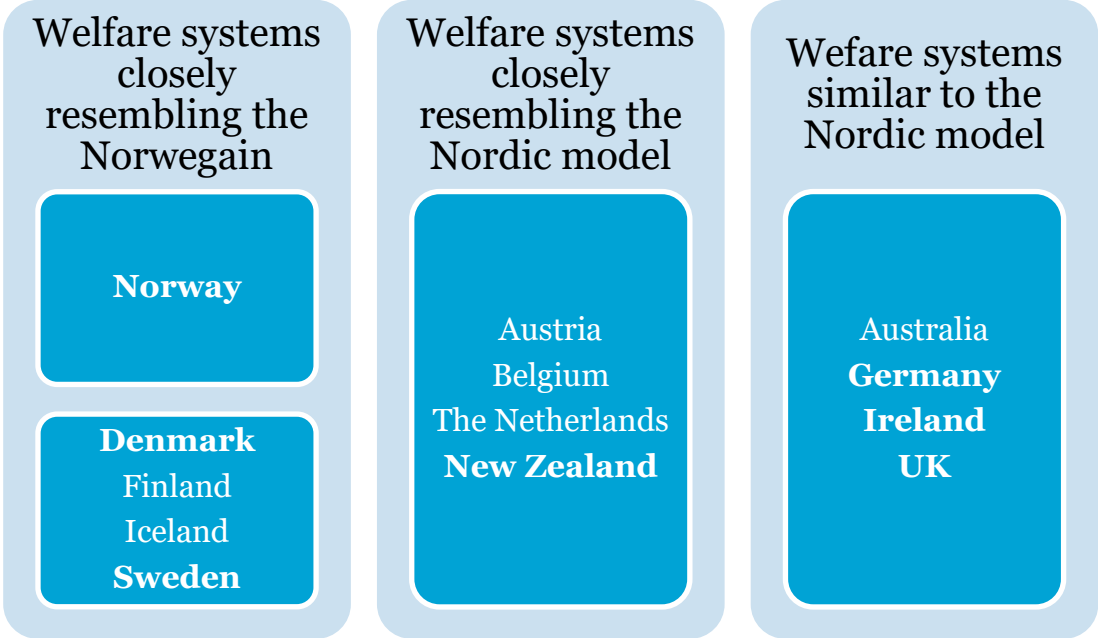 Welfare systems
closely
resembling the
Norwegain
Norway
Denmark
Finland
Iceland
Sweden
Welfare systems
closely
resembling the
Nordic model
Austria
Belgium
The Netherlands
New Zealand
Wefare systems
similar to the
Nordic model
Australia
Germany
Ireland
UK